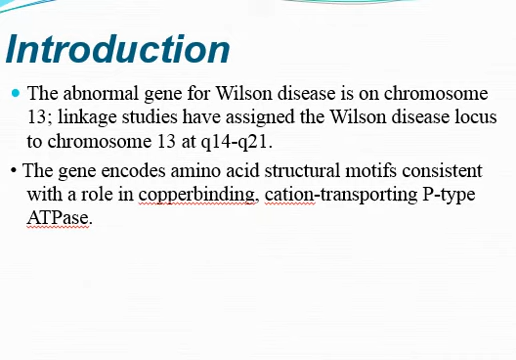 Introduction
• The abnormal gene for Wilson disease is on chromosome
13; linkage studies have assigned the Wilson disease locus
to chromosome 13 at q14-q21.
• The gene encodes amino acid structural motifs consistent
with a role in copperbinding, cation-transporting P-type
ATPase.